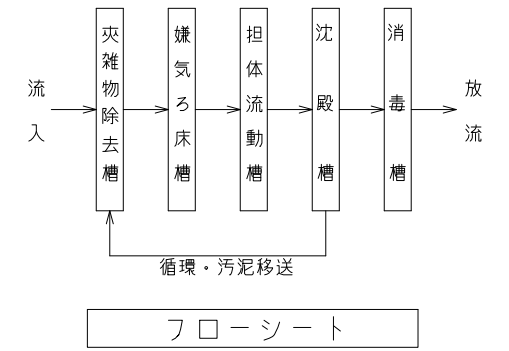 流入
夾雑物除去槽
嫌気ろ床槽
担体流動槽
沈殿槽
消毒槽
放流
循環・汚泥移送
フローシート